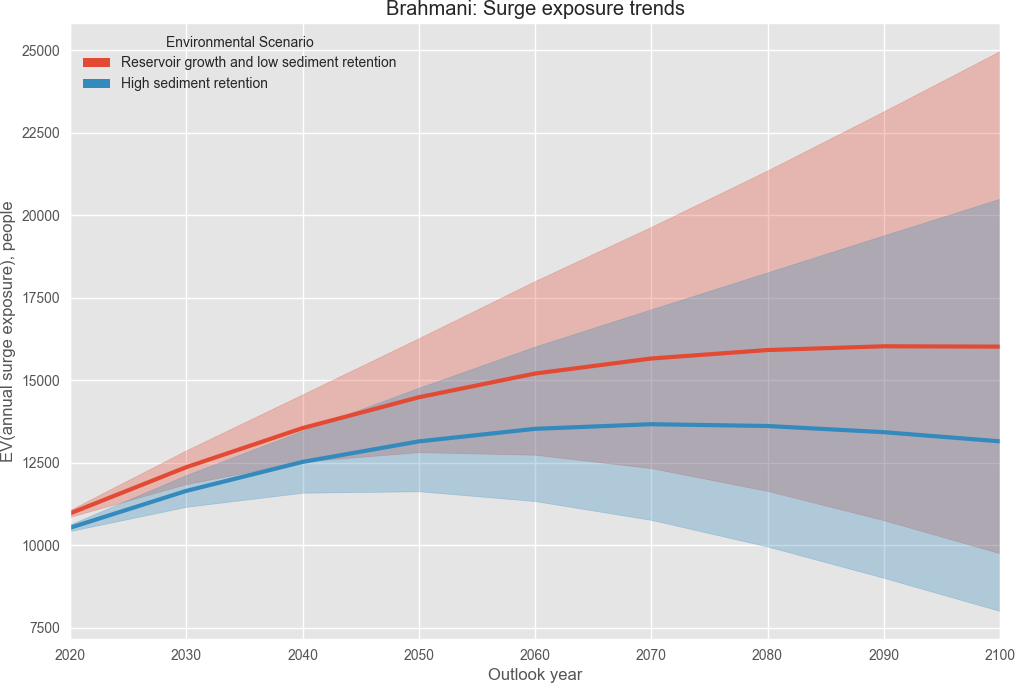 Brahmani: Surge exposure trends
Environmental Scenario
Reservoir growth and low sediment retention
High sediment retention
EV(annual surge exposure), people
25000
22500
20000
17500
15000
12500
10000
7500
2020 2030 2040 2050 2060 2070 2080 2090 2100
Outlook year